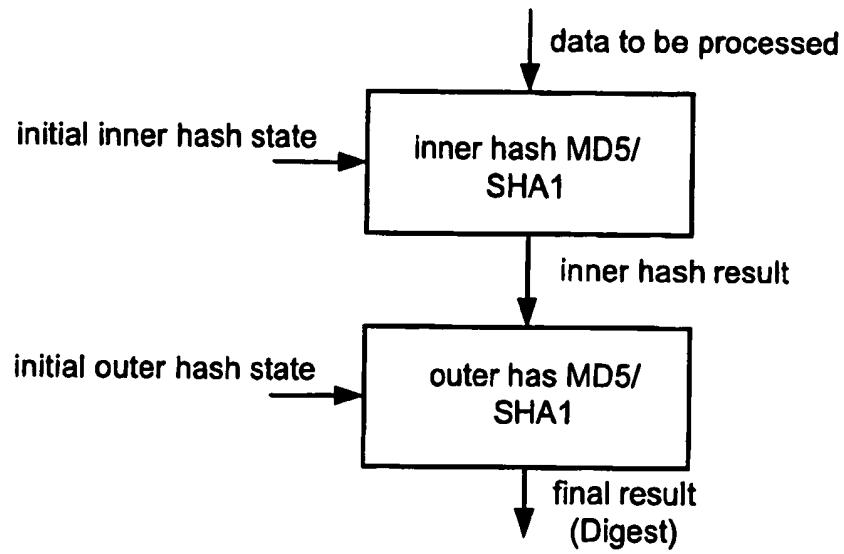 data to be processed
initial inner hash state
inner hash MD5/
SHA1
inner hash result
initial outer hash state
outer has MD5/
SHA1
final result
(Digest)